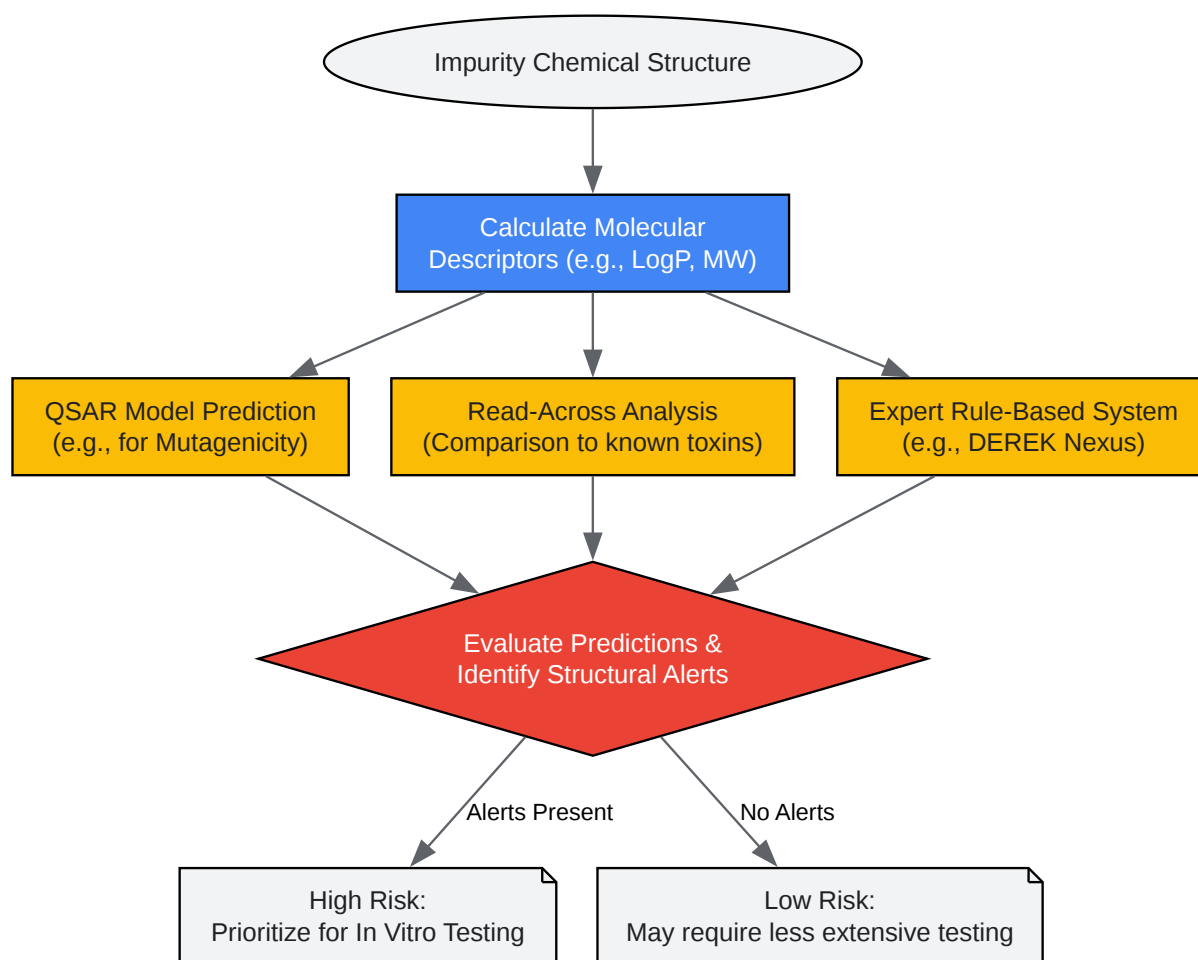 Impurity Chemical Structure
Calculate Molecular
Descriptors (e.g., LogP, MW)
QSAR Model Prediction
(e.g., for Mutagenicity)
Read-Across Analysis
(Comparison to known toxins)
Expert Rule-Based System
(e.g., DEREK Nexus)
Evaluate Predictions &
Identify Structural Alerts
Alerts Present
No Alerts
High Risk:
Prioritize for In Vitro Testing
Low Risk:
May require less extensive testing